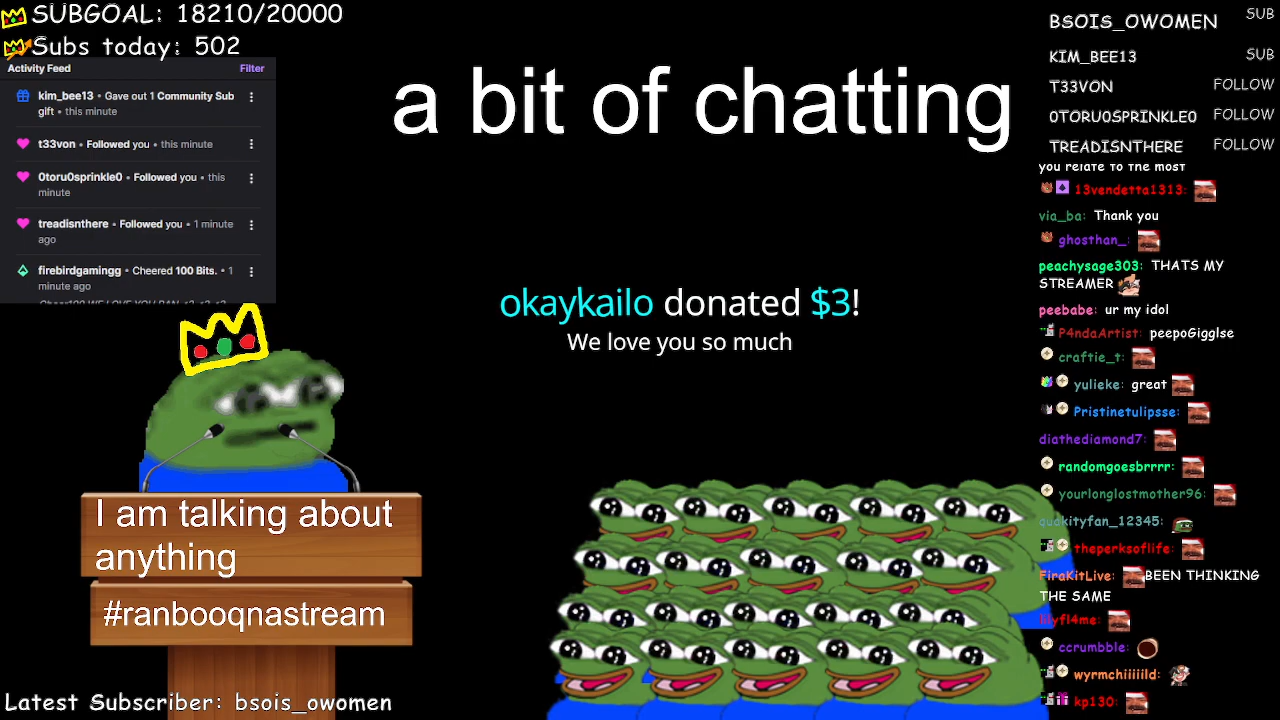 SUBGOAL: 18210/20000
Subs today: 502
Activity Feed
Filter
kim_bee13 • Gave out 1 Community Sub
gift • this minute
t33von • Followed you • this minute
0toru0sprinkle0 • Followed you • this
minute
treadisnthere • Followed you • 1 minute
ago
firebirdgamingg • Cheered 100 Bits. • 1
minute ago
a bit of chatting
okaykailo donated $3!
We love you so much
I am talking about
anything
#ranbooqnastream
Latest Subscriber: bsois_owomen
BSOIS_OWOMEN SUB
KIM_BEE13 SUB
T33VON FOLLOW
0TORU0SPRINKLE0 FOLLOW
TREADISNTHERE FOLLOW
you relate to the most
13vendetta1313:
via_ba: Thank you
ghosthan_:
peachysage303: THATS MY
STREAMER
peebabe: ur my idol
P4ndaArtist: peepoGigglse
craftie_t:
yulieke: great
Pristinetulipsse:
diathediamond7:
randomgoesbrrrr:
yourlonglostmother96:
quakityfan_12345:
theperksoflife:
FiraKitLive: BEEN THINKING
THE SAME
lilyfl4me:
ccrumbble:
wyrmchiiiiild:
kp130: